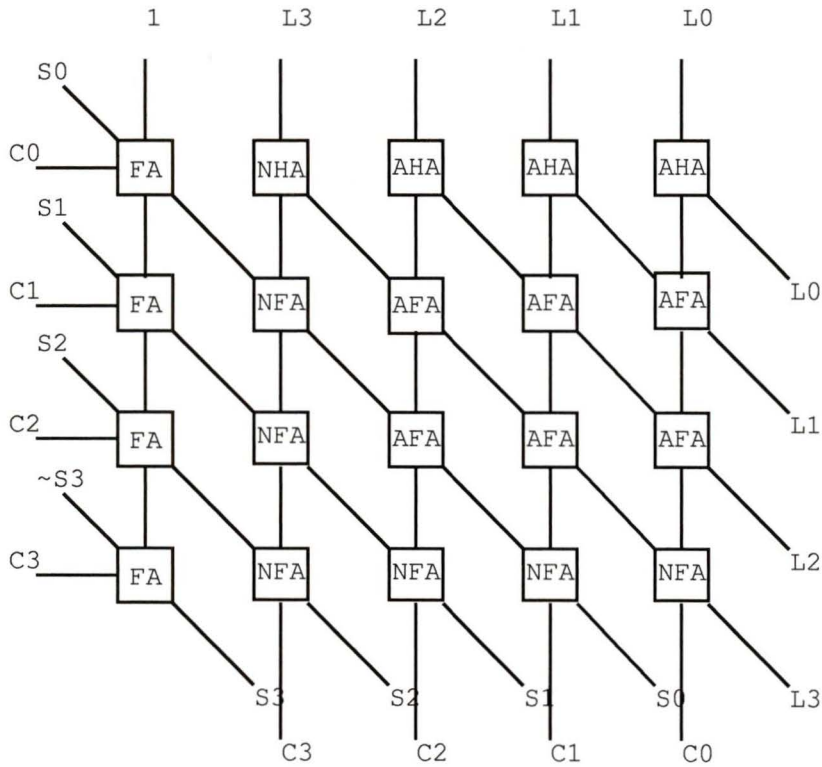 1 L3 L2 L1 L0
S0
C0 FA NHA AHA AHA AHA
S1
C1 FA NFA AFA AFA AFA L0
S2
C2 FA NFA AFA AFA AFA L1
~S3
C3 FA NFA NFA NFA NFA L2
S3 S2 S1 S0 L3
C3 C2 C1 C0